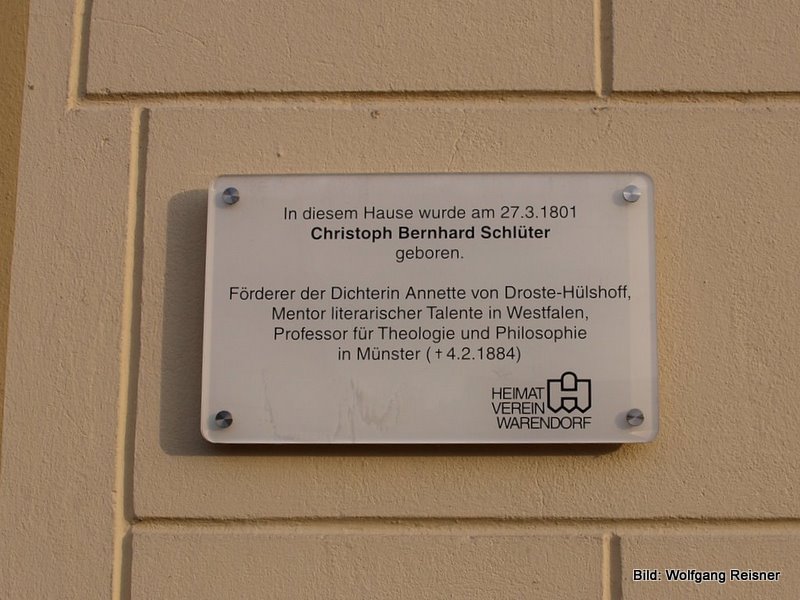 In diesem Hause wurde am 27.3.1801
Christoph Bernhard Schlüter
geboren.
Förderer der Dichterin Annette von Droste-Hülshoff,
Mentor literarischer Talente in Westfalen,
Professor für Theologie und Philosophie
in Münster († 4.2.1884)
HEIMAT
VEREIN
WARENDORF
Bild: Wolfgang Reisner